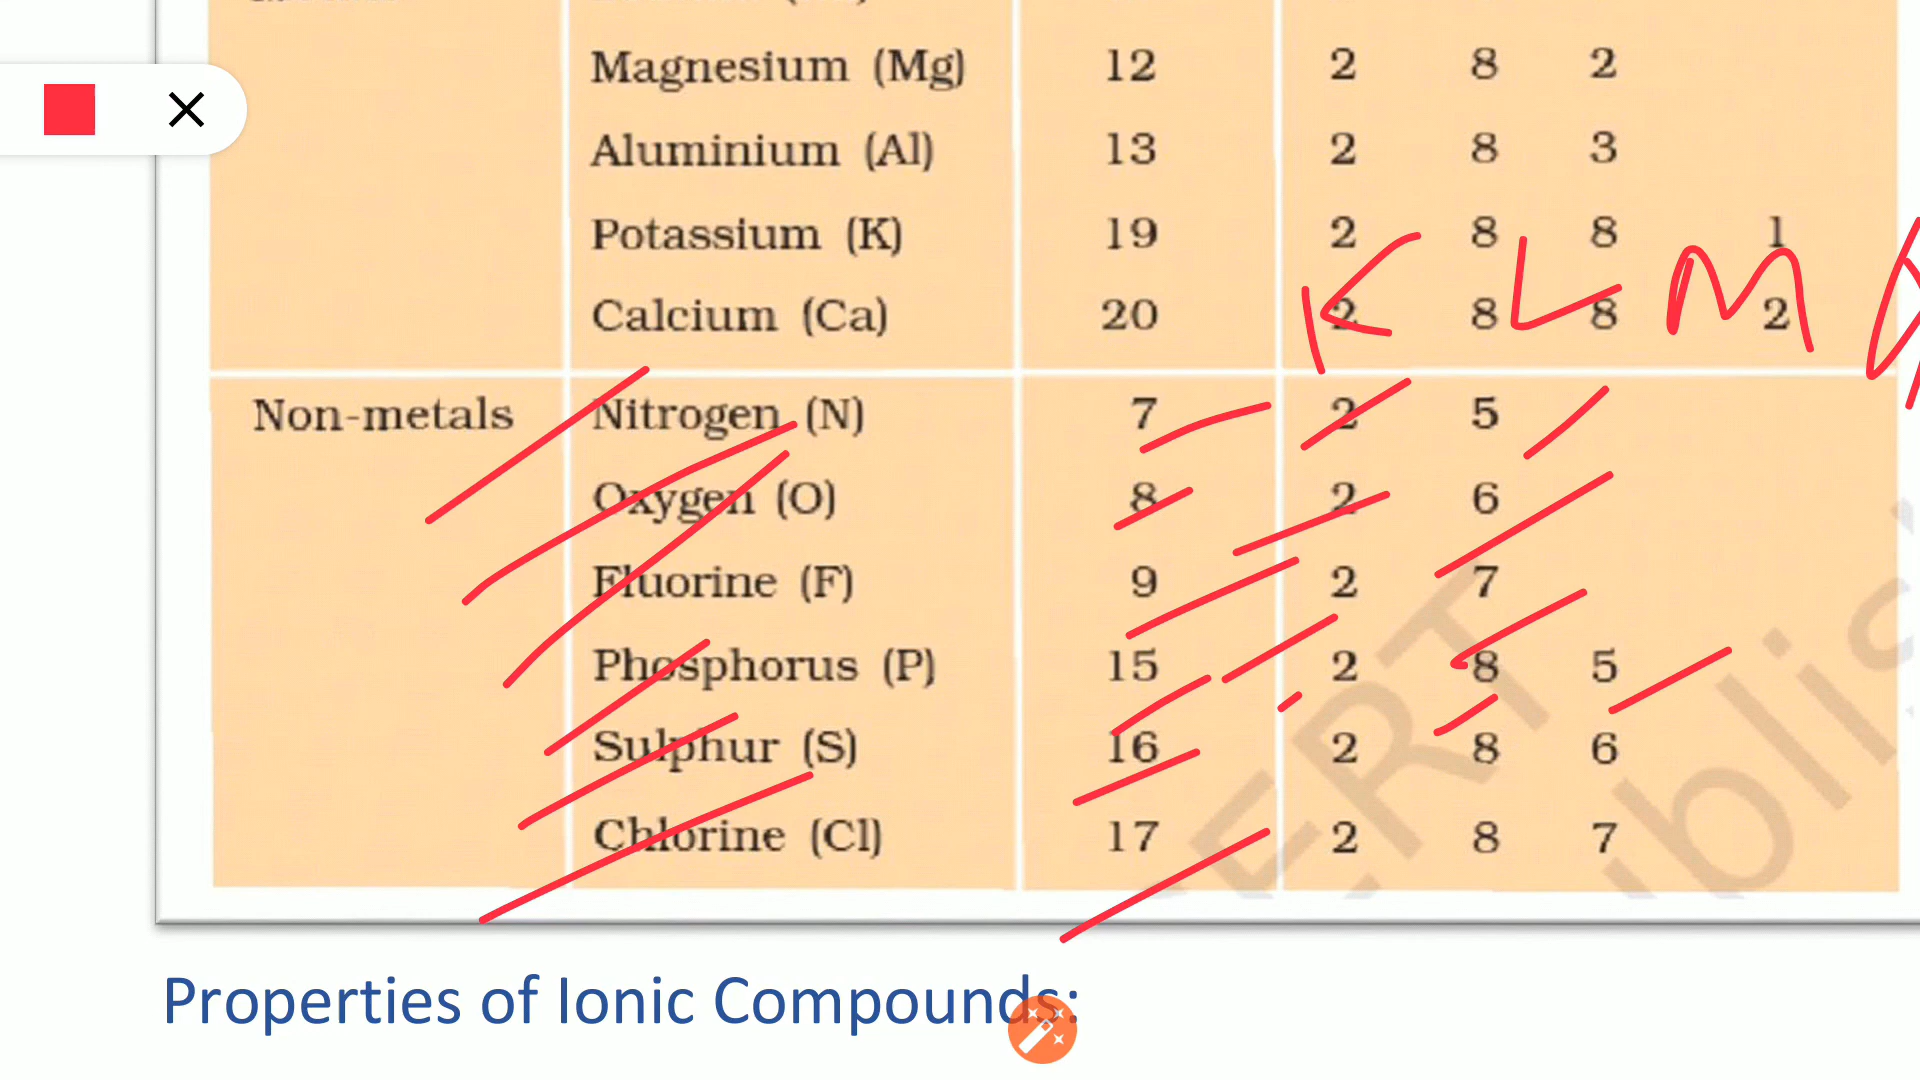 Magnesium (Mg) 12 2 8 2
Aluminium (Al) 13 2 8 3
Potassium (K) 19 2 8 8 1
K L M
Calcium (Ca) 20 2 8 8 2
Non-metals Nitrogen (N) 7 2 5
Oxygen (O) 8 2 6
Fluorine (F) 9 2 7
Phosphorus (P) 15 2 8 5
Sulphur (S) 16 2 8 6
Chlorine (Cl) 17 2 8 7
Properties of Ionic Compounds: